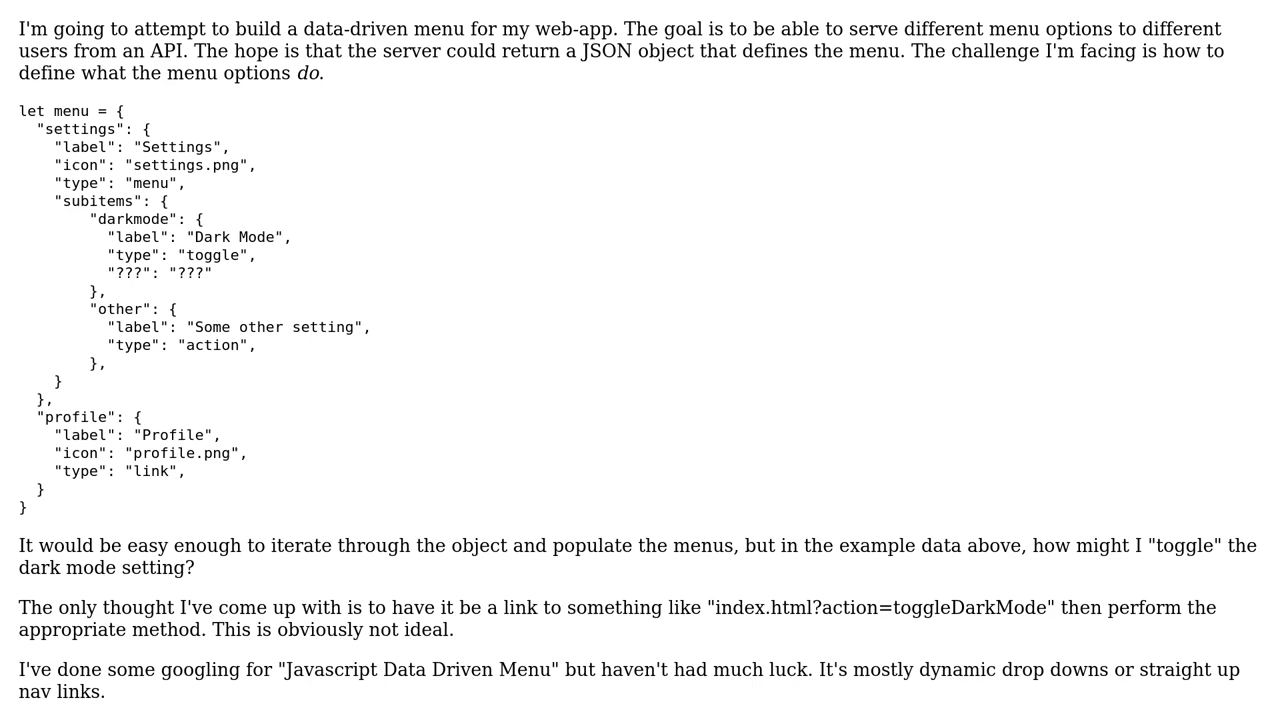 I'm going to attempt to build a data-driven menu for my web-app. The goal is to be able to serve different menu options to different
users from an API. The hope is that the server could return a JSON object that defines the menu. The challenge I'm facing is how to
define what the menu options do.
let menu = {
  "settings": {
    "label": "Settings",
    "icon": "settings.png",
    "type": "menu",
    "subitems": {
        "darkmode": {
          "label": "Dark Mode",
          "type": "toggle",
          "???": "???"
        },
        "other": {
          "label": "Some other setting",
          "type": "action",
        },
    }
  },
  "profile": {
    "label": "Profile",
    "icon": "profile.png",
    "type": "link",
  }
}
It would be easy enough to iterate through the object and populate the menus, but in the example data above, how might I "toggle" the
dark mode setting?
The only thought I've come up with is to have it be a link to something like "index.html?action=toggleDarkMode" then perform the
appropriate method. This is obviously not ideal.
I've done some googling for "Javascript Data Driven Menu" but haven't had much luck. It's mostly dynamic drop downs or straight up
nav links.